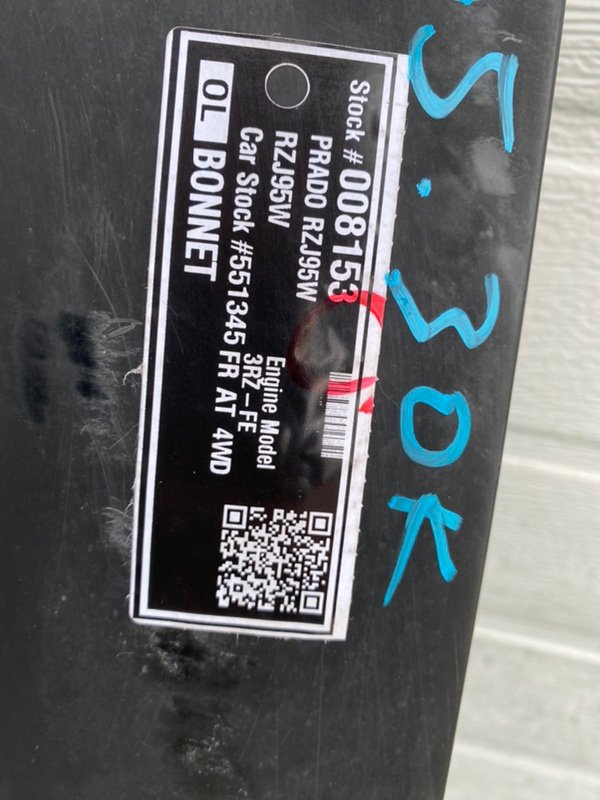 5.30K
Stock # 008153
PRADO RZJ95W
RZJ95W
Engine Model
3RZ-FE
Car Stock #551345 FR AT 4WD
OL BONNET